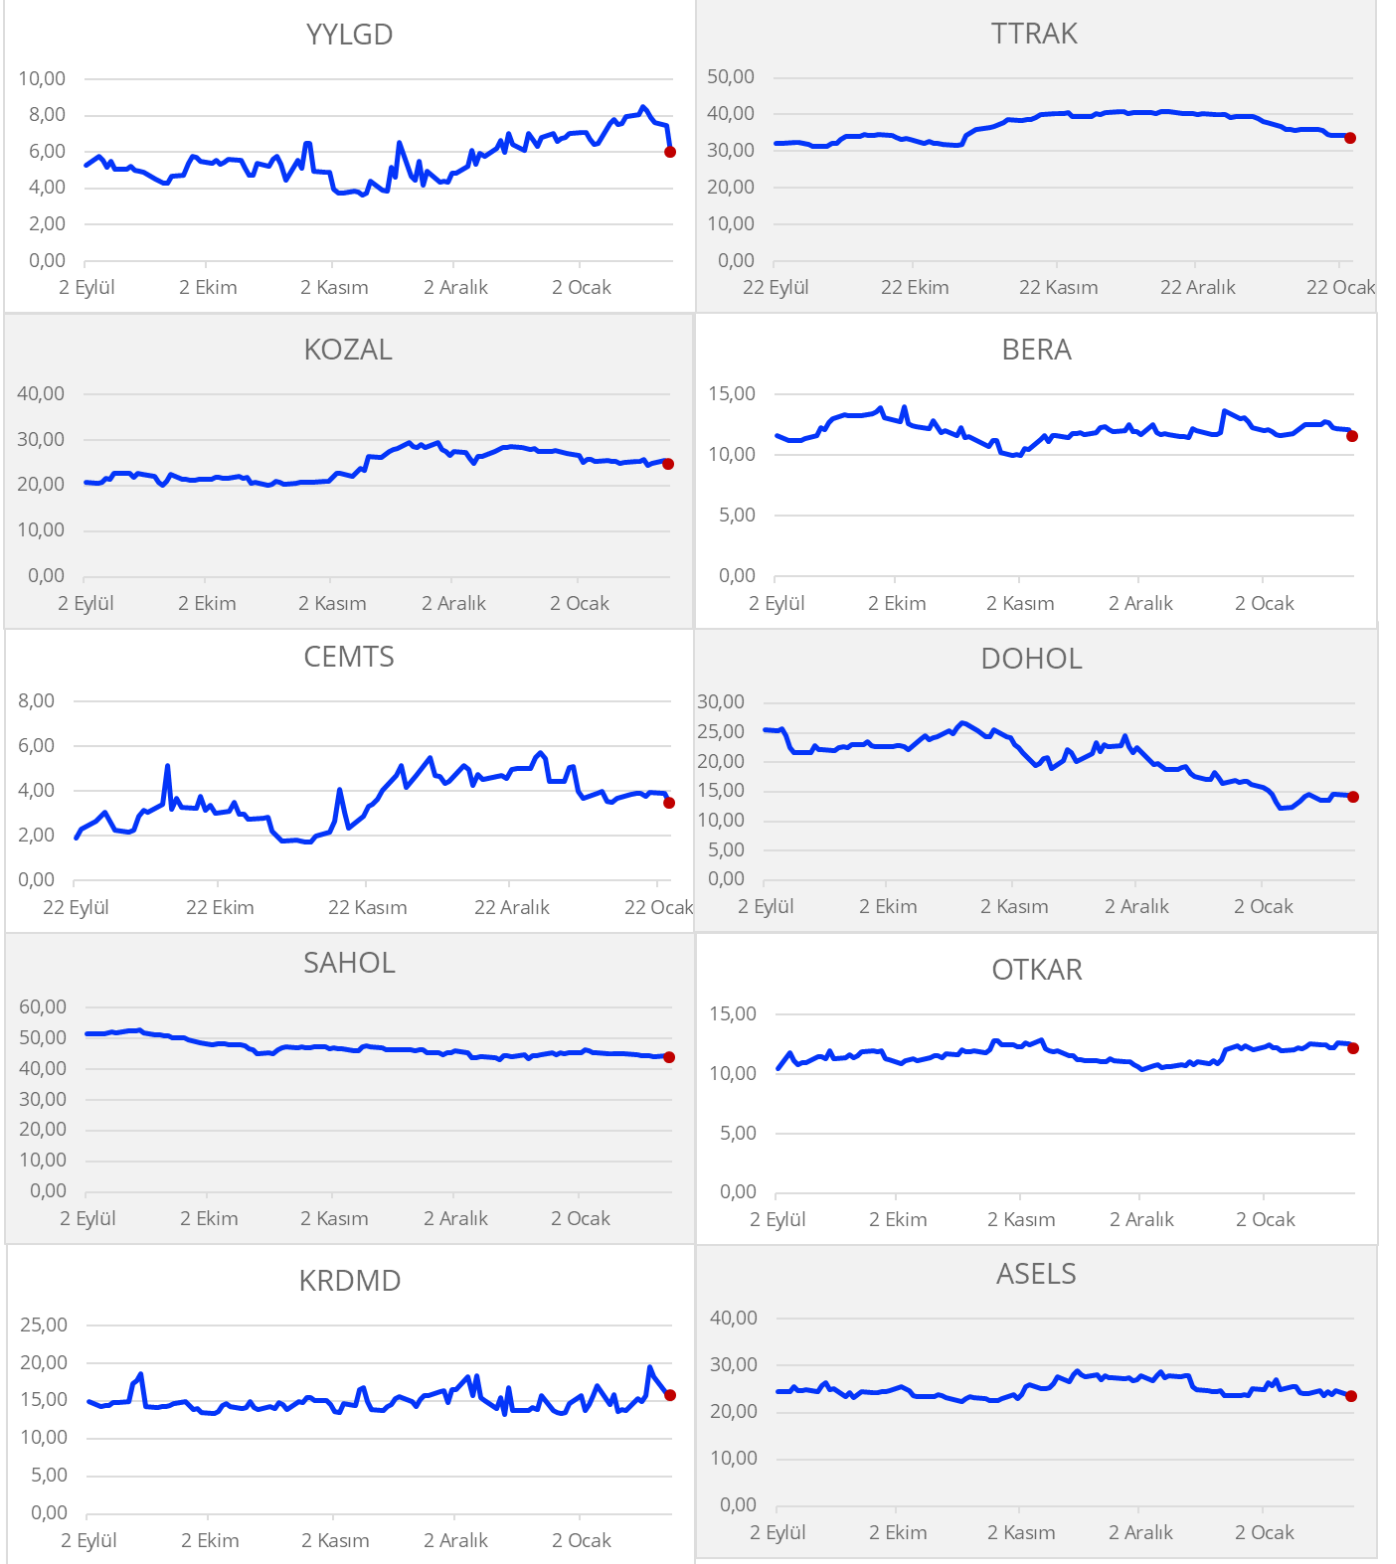 YYLGD
10,00
8,00
6,00
4,00
2,00
0,00
2 Eylül 2 Ekim 2 Kasım 2 Aralık 2 Ocak
TTRAK
50,00
40,00
30,00
20,00
10,00
0,00
22 Eylül 22 Ekim 22 Kasım 22 Aralık 22 Ocak
KOZAL
40,00
30,00
20,00
10,00
0,00
2 Eylül 2 Ekim 2 Kasım 2 Aralık 2 Ocak
BERA
15,00
10,00
5,00
0,00
2 Eylül 2 Ekim 2 Kasım 2 Aralık 2 Ocak
CEMTS
8,00
6,00
4,00
2,00
0,00
22 Eylül 22 Ekim 22 Kasım 22 Aralık 22 Ocak
DOHOL
30,00
25,00
20,00
15,00
10,00
5,00
0,00
2 Eylül 2 Ekim 2 Kasım 2 Aralık 2 Ocak
SAHOL
60,00
50,00
40,00
30,00
20,00
10,00
0,00
2 Eylül 2 Ekim 2 Kasım 2 Aralık 2 Ocak
OTKAR
15,00
10,00
5,00
0,00
2 Eylül 2 Ekim 2 Kasım 2 Aralık 2 Ocak
KRDMD
25,00
20,00
15,00
10,00
5,00
0,00
2 Eylül 2 Ekim 2 Kasım 2 Aralık 2 Ocak
ASELS
40,00
30,00
20,00
10,00
0,00
2 Eylül 2 Ekim 2 Kasım 2 Aralık 2 Ocak